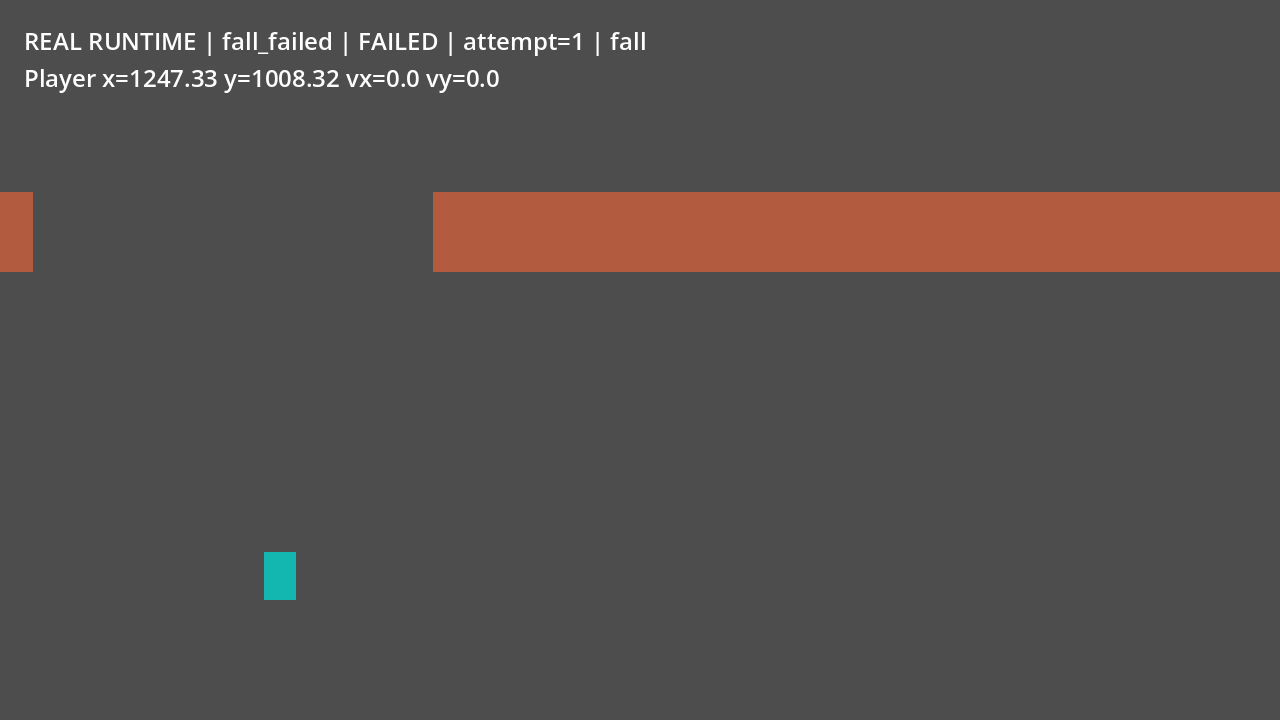 REAL RUNTIME | fall_failed | FAILED | attempt=1 | fall
Player x=1247.33 y=1008.32 vx=0.0 vy=0.0